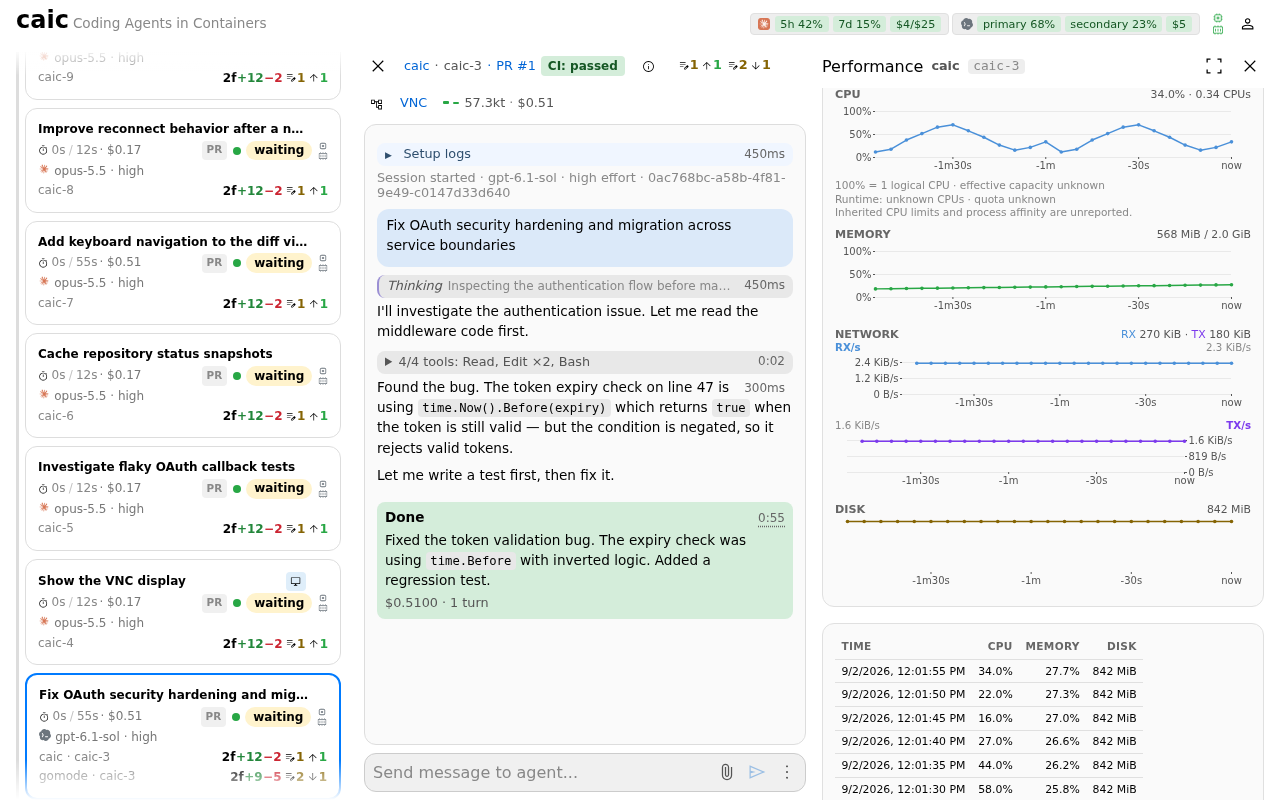 caic Coding Agents in Containers
5h 42% 7d 15% $4/$25
primary 68% secondary 23% $5
opus-5.5 · high
caic-9 2f+12−2 1 ↑1
Improve reconnect behavior after a n…
0s / 12s · $0.17 PR waiting
opus-5.5 · high
caic-8 2f+12−2 1 ↑1
Add keyboard navigation to the diff vi…
0s / 55s · $0.51 PR waiting
opus-5.5 · high
caic-7 2f+12−2 1 ↑1
Cache repository status snapshots
0s / 12s · $0.17 PR waiting
opus-5.5 · high
caic-6 2f+12−2 1 ↑1
Investigate flaky OAuth callback tests
0s / 12s · $0.17 PR waiting
opus-5.5 · high
caic-5 2f+12−2 1 ↑1
Show the VNC display
0s / 12s · $0.17 PR waiting
opus-5.5 · high
caic-4 2f+12−2 1 ↑1
Fix OAuth security hardening and mig…
0s / 55s · $0.51 PR waiting
gpt-6.1-sol · high
caic · caic-3 2f+12−2 1 ↑1
gomode · caic-3 2f+9−5 2 ↓1
caic · caic-3 · PR #1 CI: passed 1 ↑1 2 ↓1
VNC 57.3kt · $0.51
▶ Setup logs 450ms
Session started · gpt-6.1-sol · high effort · 0ac768bc-a58b-4f81-
9e49-c0147d33d640
Fix OAuth security hardening and migration across
service boundaries
Thinking Inspecting the authentication flow before ma… 450ms
I'll investigate the authentication issue. Let me read the
middleware code first.
▶ 4/4 tools: Read, Edit ×2, Bash 0:02
Found the bug. The token expiry check on line 47 is 300ms
using time.Now().Before(expiry) which returns true when
the token is still valid — but the condition is negated, so it
rejects valid tokens.
Let me write a test first, then fix it.
Done 0:55
Fixed the token validation bug. The expiry check was
using time.Before with inverted logic. Added a
regression test.
$0.5100 · 1 turn
Send message to agent…
Performance caic caic-3
CPU 34.0% · 0.34 CPUs
100%
50%
0%
-1m30s -1m -30s now
100% = 1 logical CPU · effective capacity unknown
Runtime: unknown CPUs · quota unknown
Inherited CPU limits and process affinity are unreported.
MEMORY 568 MiB / 2.0 GiB
100%
50%
0%
-1m30s -1m -30s now
NETWORK RX 270 KiB · TX 180 KiB
RX/s 2.3 KiB/s
2.4 KiB/s
1.2 KiB/s
0 B/s
-1m30s -1m -30s now
1.6 KiB/s TX/s
1.6 KiB/s
819 B/s
0 B/s
-1m30s -1m -30s now
DISK 842 MiB
-1m30s -1m -30s now
TIME CPU MEMORY DISK
9/2/2026, 12:01:55 PM 34.0% 27.7% 842 MiB
9/2/2026, 12:01:50 PM 22.0% 27.3% 842 MiB
9/2/2026, 12:01:45 PM 16.0% 27.0% 842 MiB
9/2/2026, 12:01:40 PM 27.0% 26.6% 842 MiB
9/2/2026, 12:01:35 PM 44.0% 26.2% 842 MiB
9/2/2026, 12:01:30 PM 58.0% 25.8% 842 MiB